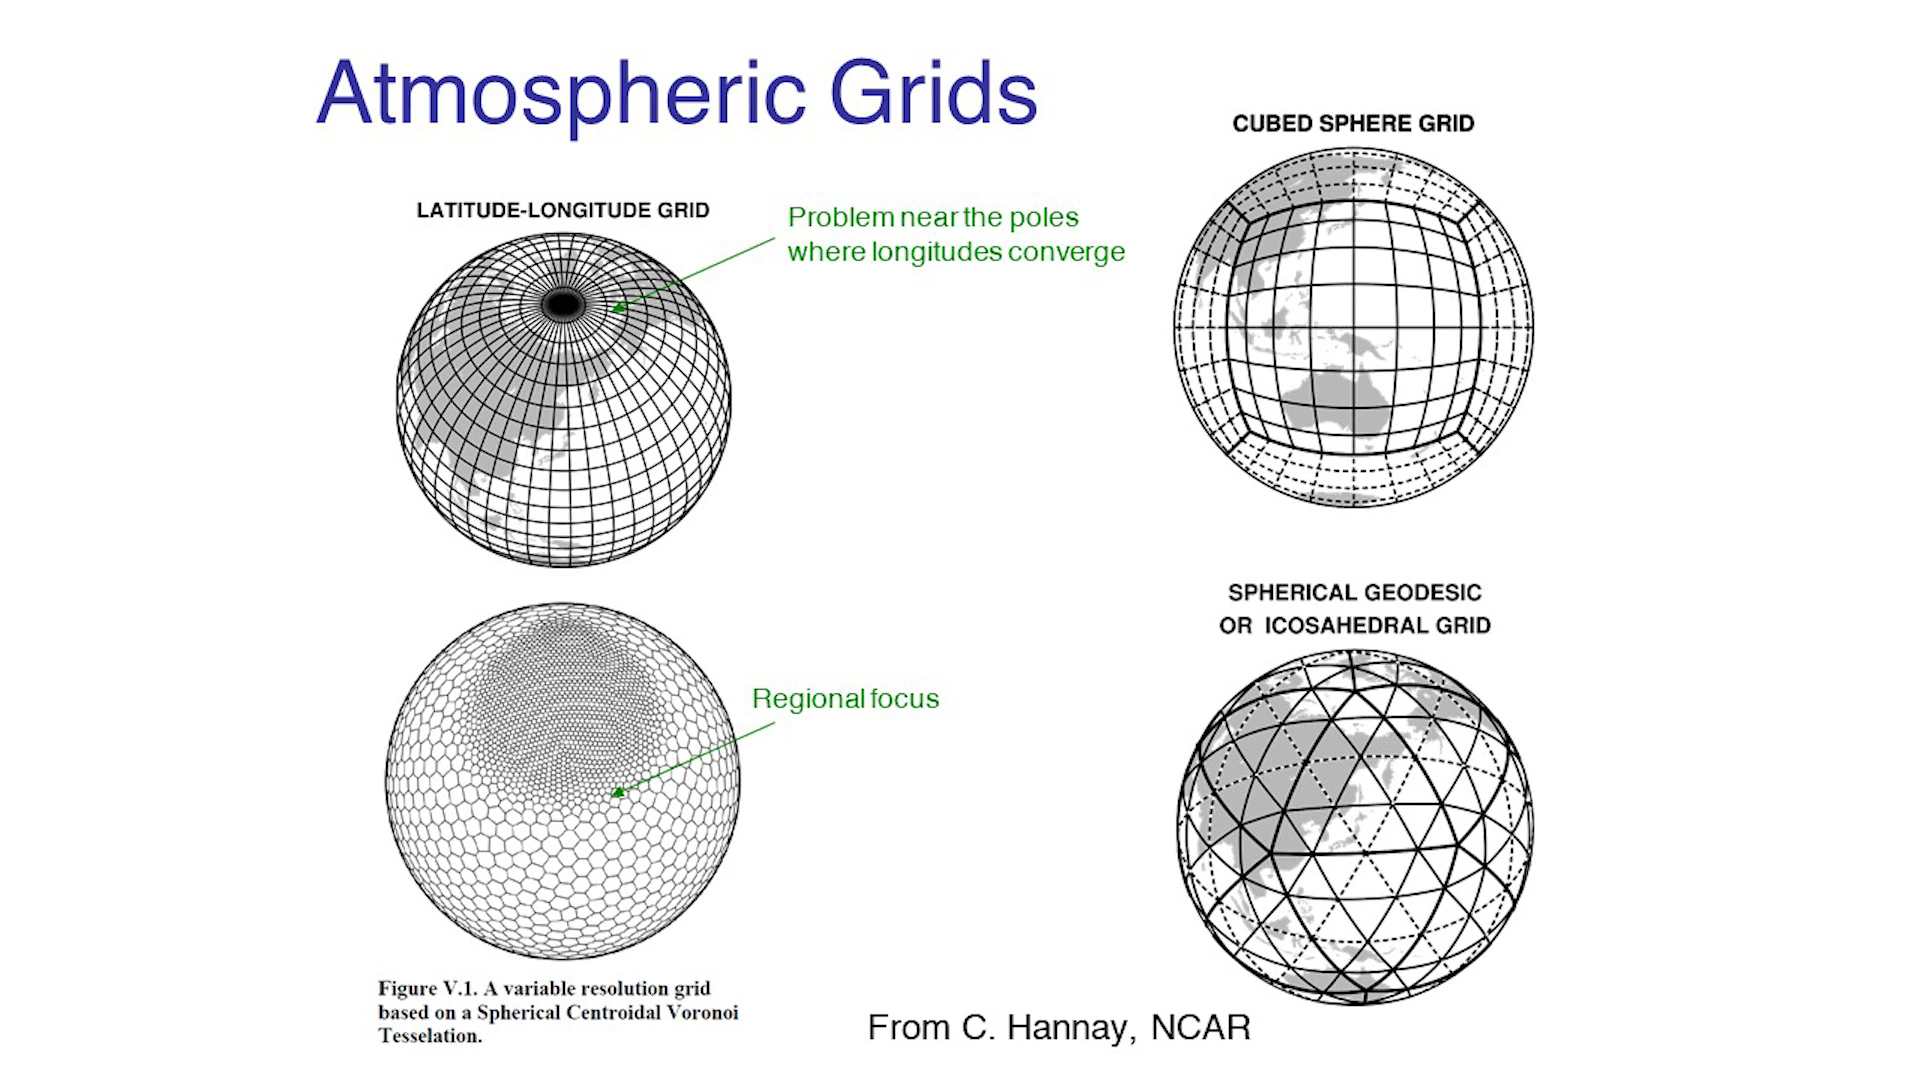 Atmospheric Grids
LATITUDE-LONGITUDE GRID
Problem near the poles
where longitudes converge
CUBED SPHERE GRID
Regional focus
SPHERICAL GEODESIC
OR ICOSAHEDRAL GRID
Figure V.1. A variable resolution grid
based on a Spherical Centroidal Voronoi
Tesselation.
From C. Hannay, NCAR